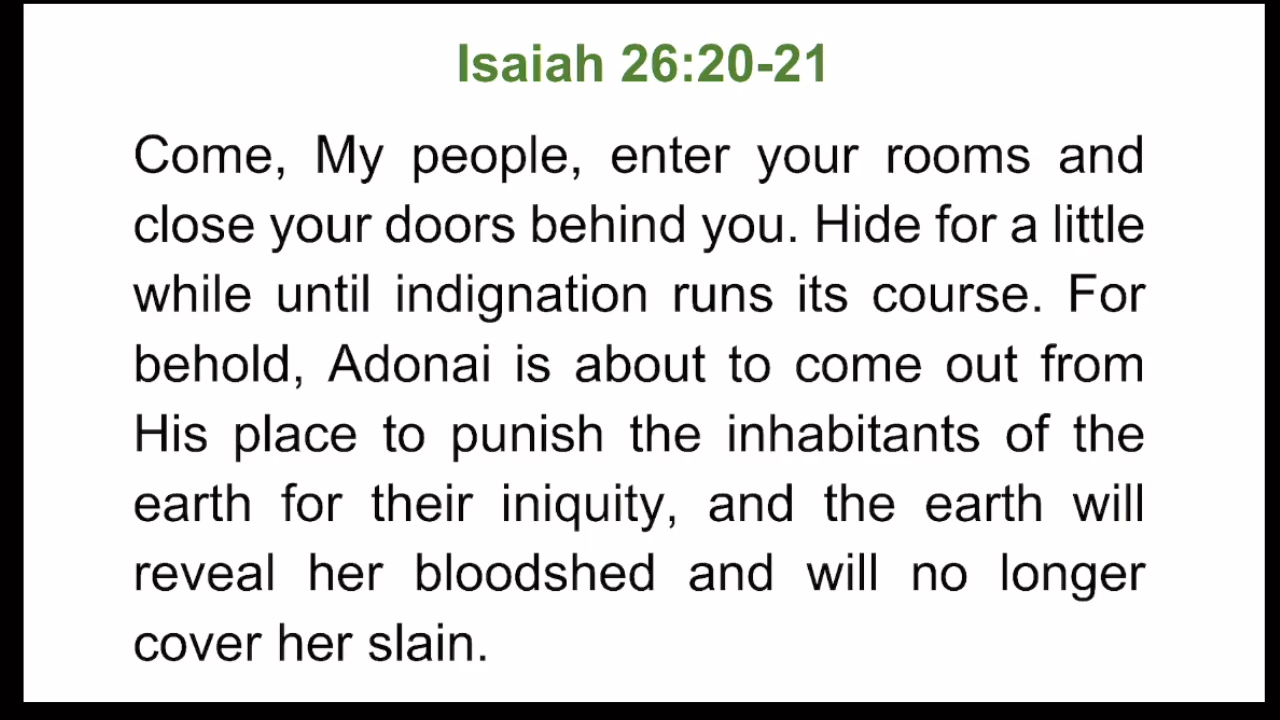 Isaiah 26:20-21
Come, My people, enter your rooms and
close your doors behind you. Hide for a little
while until indignation runs its course. For
behold, Adonai is about to come out from
His place to punish the inhabitants of the
earth for their iniquity, and the earth will
reveal her bloodshed and will no longer
cover her slain.